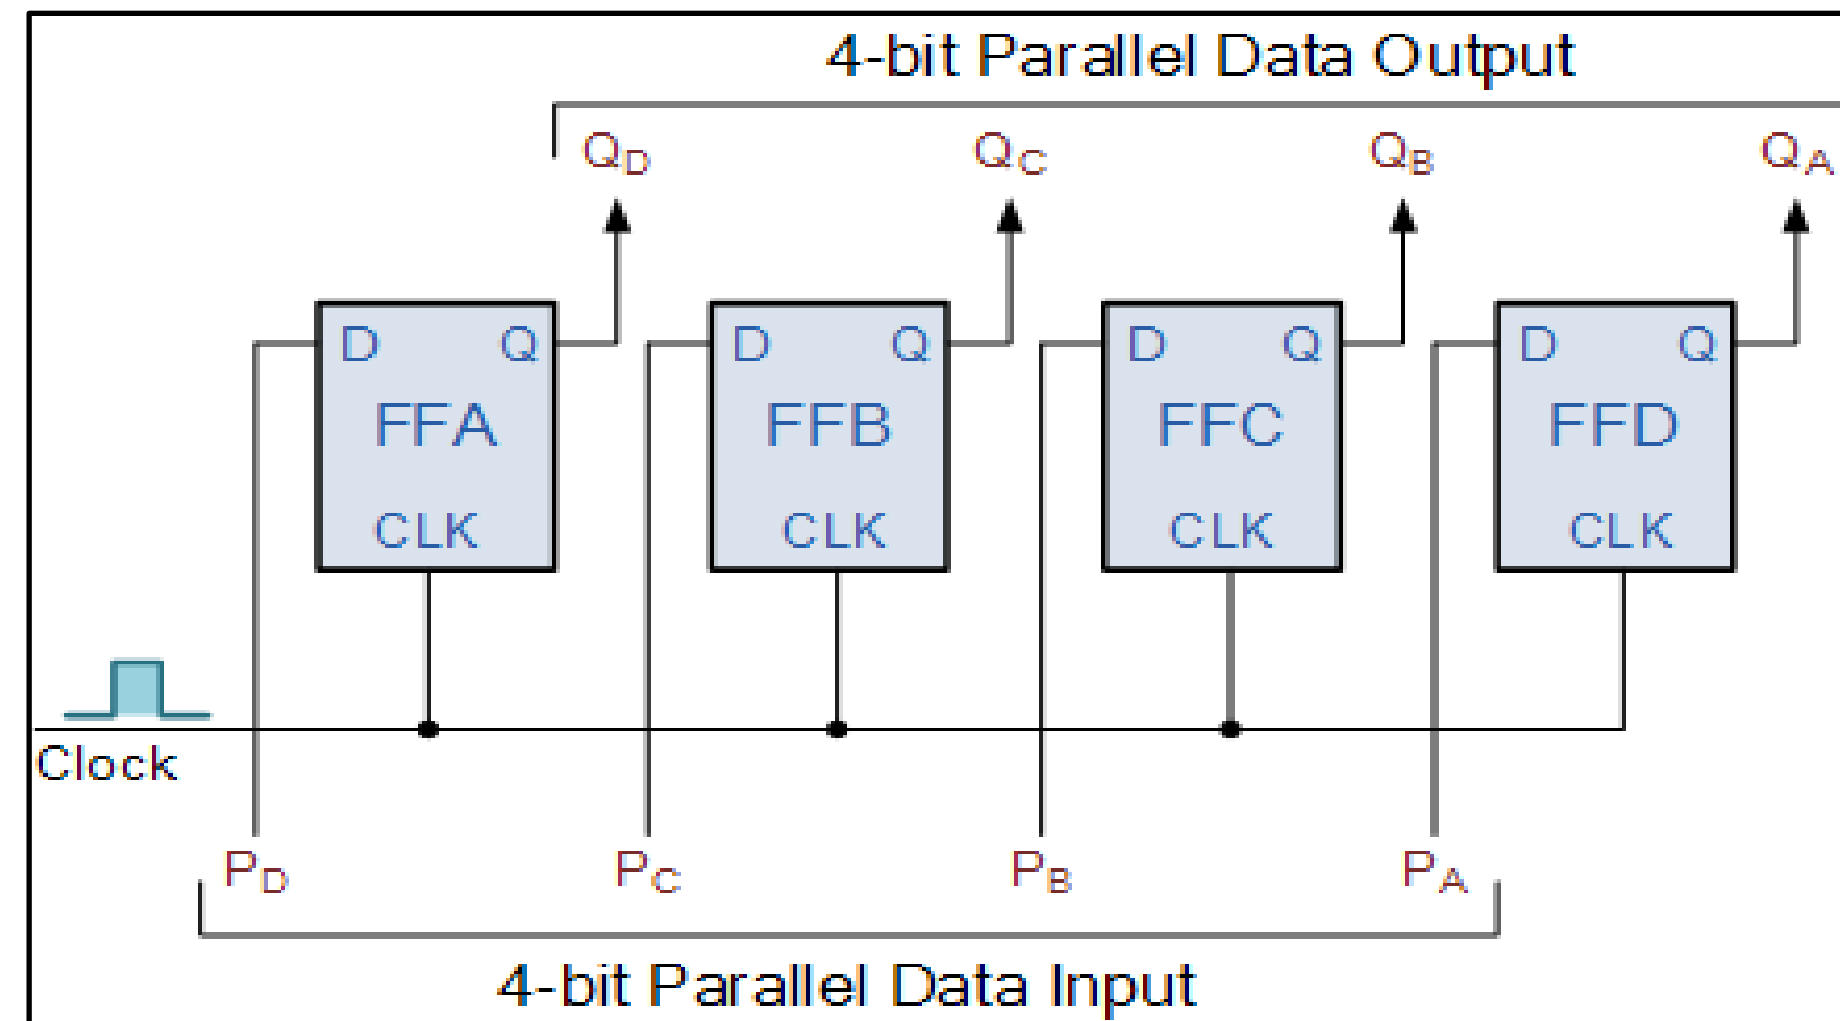 4-bit Parallel Data Output
QD QC QB QA
D Q D Q D Q D Q
FFA FFB FFC FFD
CLK CLK CLK CLK
Clock
PD PC PB PA
4-bit Parallel Data Input